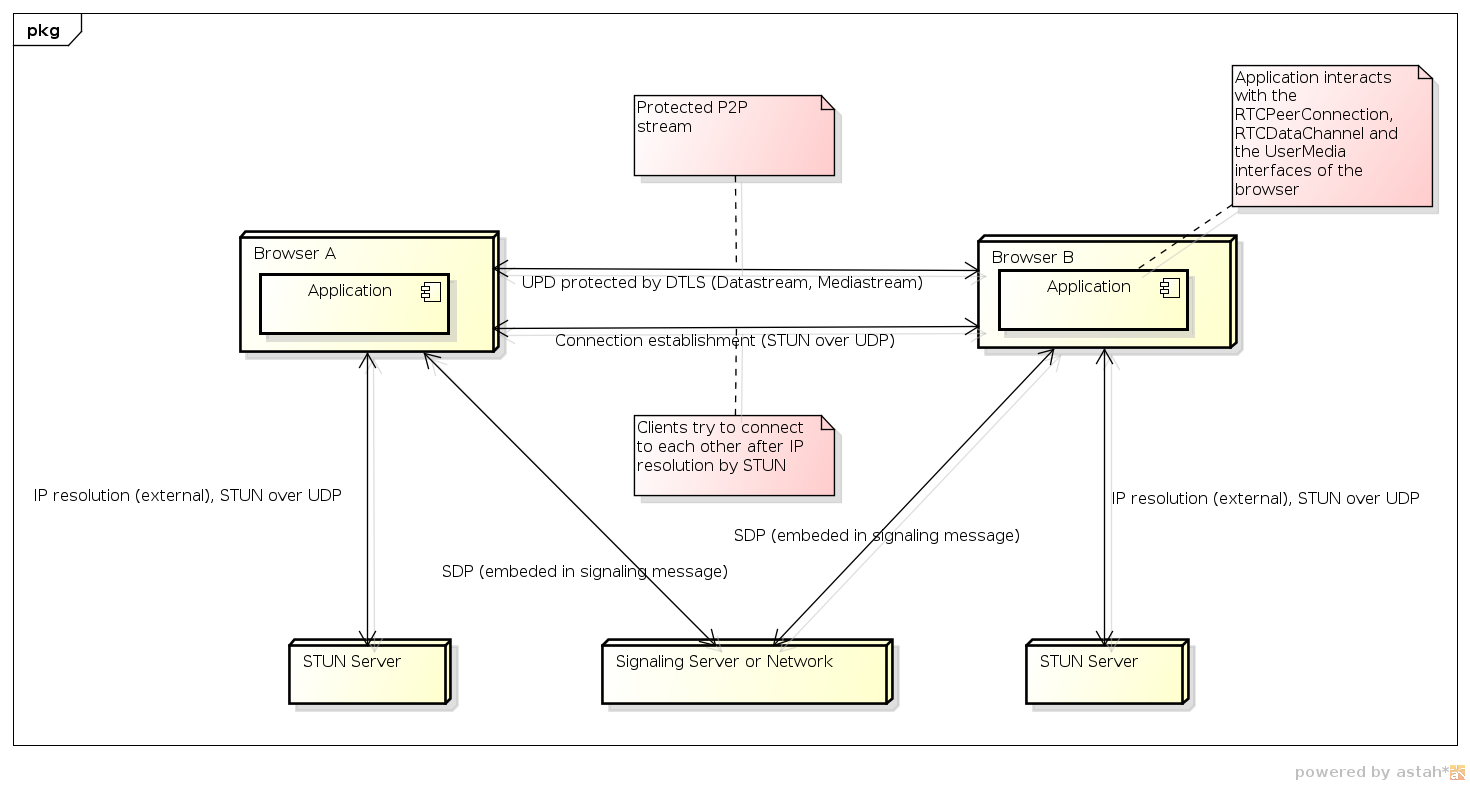 pkg
Application interacts
with the
RTCPeerConnection,
RTCDataChannel and
the UserMedia
interfaces of the
browser
Protected P2P
stream
Browser A
Application
Browser B
Application
UPD protected by DTLS (Datastream, Mediastream)
Connection establishment (STUN over UDP)
Clients try to connect
to each other after IP
resolution by STUN
IP resolution (external), STUN over UDP
IP resolution (external), STUN over UDP
SDP (embeded in signaling message)
SDP (embeded in signaling message)
STUN Server
Signaling Server or Network
STUN Server
powered by astah*